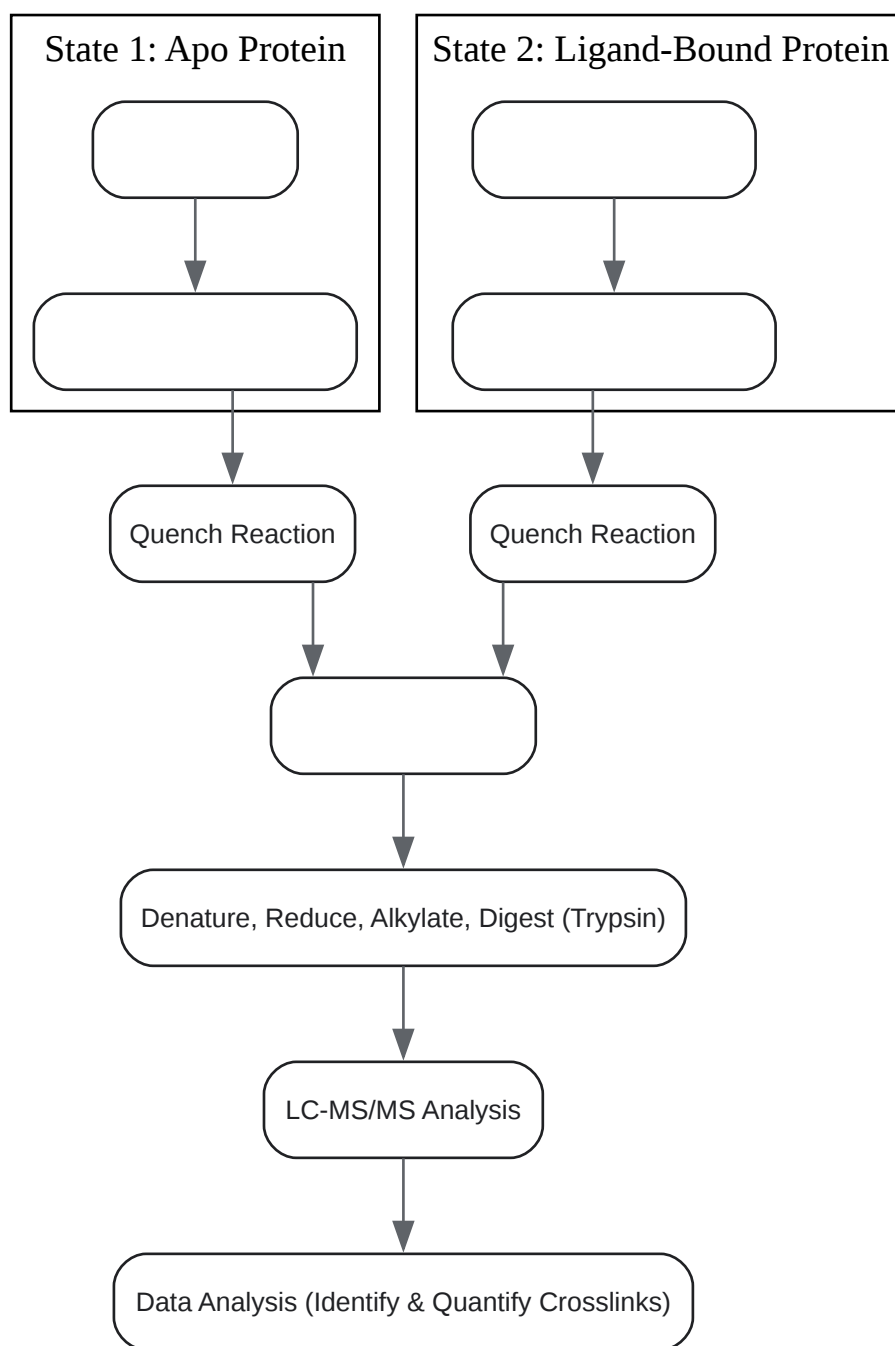 State 1: Apo Protein
State 2: Ligand-Bound Protein
Quench Reaction
Quench Reaction
Denature, Reduce, Alkylate, Digest (Trypsin)
LC-MS/MS Analysis
Data Analysis (Identify & Quantify Crosslinks)